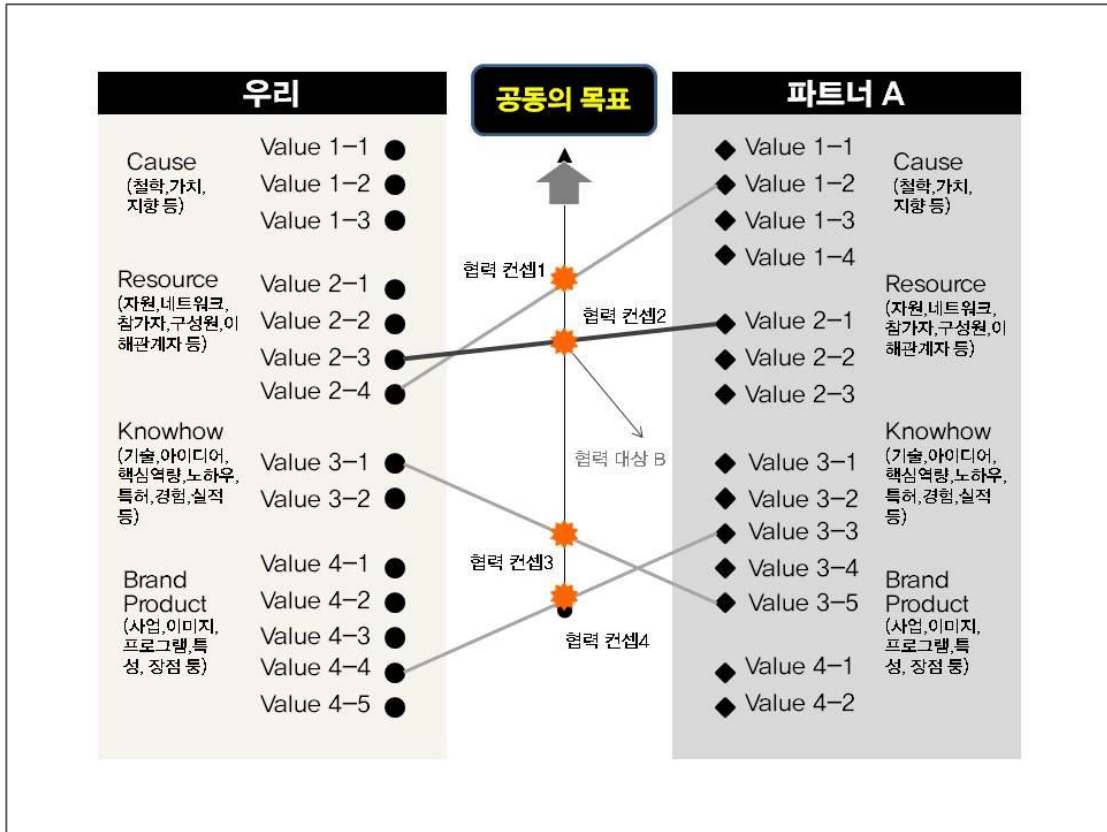 우리
Cause
(철학,가치,
지향 등)
Value 1-1
Value 1-2
Value 1-3
Resource
(자원,네트워크,
참가자,구성원,이
해관계자 등)
Value 2-1
Value 2-2
Value 2-3
Value 2-4
Knowhow
(기술,아이디어,
핵심역량,노하우,
특허,경험,실적
등)
Value 3-1
Value 3-2
Brand
Product
(사업,이미지,
프로그램,특
성, 장점 등)
Value 4-1
Value 4-2
Value 4-3
Value 4-4
Value 4-5
공동의 목표
협력 컨셉1
협력 컨셉2
협력 대상 B
협력 컨셉3
협력 컨셉4
파트너 A
Value 1-1
Value 1-2
Value 1-3
Value 1-4
Cause
(철학,가치,
지향 등)
Value 2-1
Value 2-2
Value 2-3
Resource
(자원,네트워크,
참가자,구성원,이
해관계자 등)
Value 3-1
Value 3-2
Value 3-3
Value 3-4
Value 3-5
Knowhow
(기술,아이디어,
핵심역량,노하우,
특허,경험,실적
등)
Value 4-1
Value 4-2
Brand
Product
(사업,이미지,
프로그램,특
성, 장점 등)